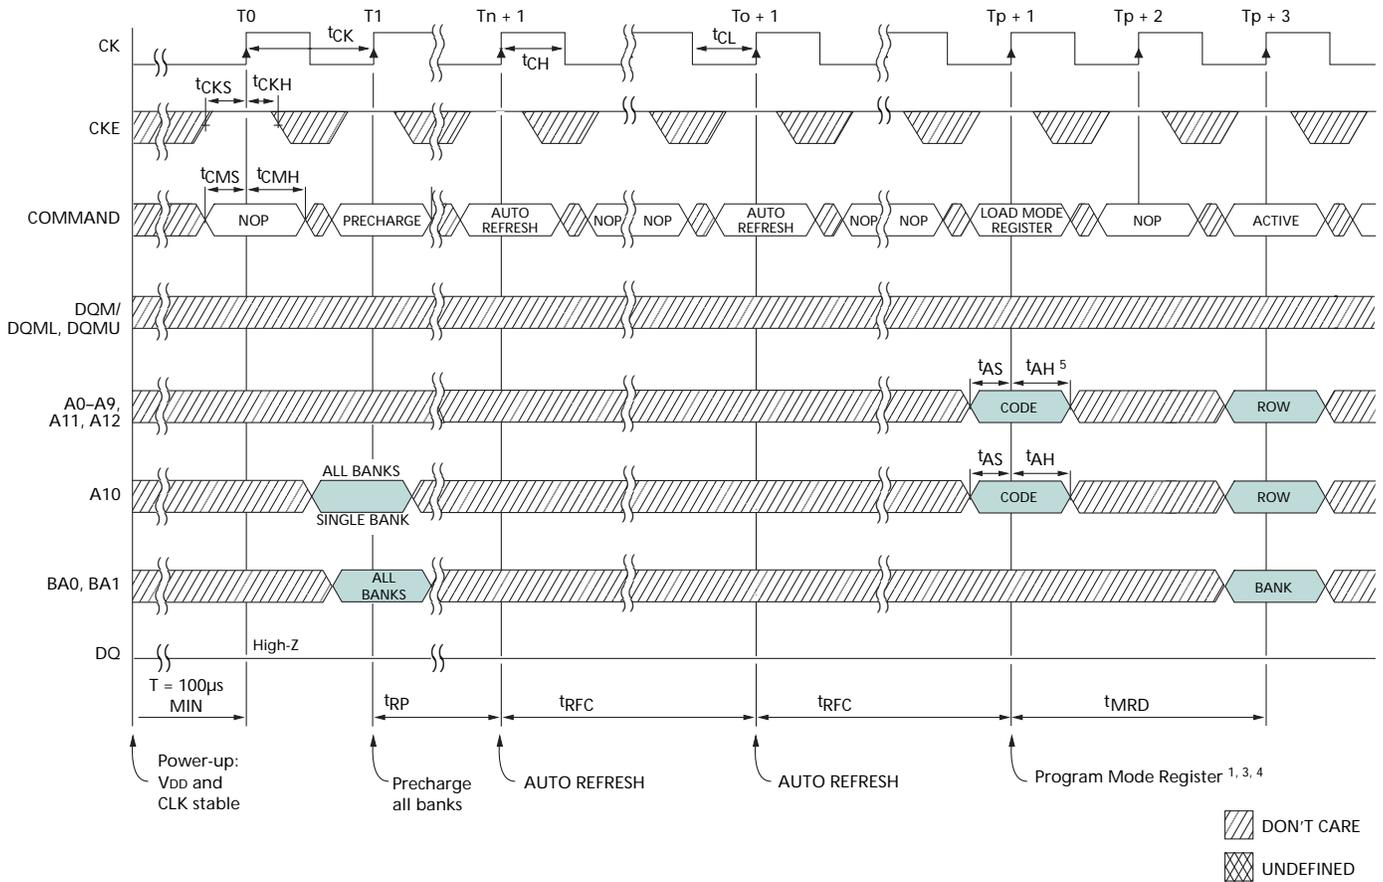 T0 T1 Tn + 1 To + 1 Tp + 1 Tp + 2 Tp + 3
CK tCK tCH tCL
tCKS tCKH
CKE
tCMS tCMH
COMMAND NOP PRECHARGE AUTO REFRESH NOP NOP AUTO REFRESH NOP NOP LOAD MODE REGISTER NOP ACTIVE
DQM/
DQML, DQMU
tAS tAH 5
A0–A9,
A11, A12
CODE ROW
ALL BANKS
tAS tAH
A10 CODE ROW
SINGLE BANK
BA0, BA1 ALL BANKS BANK
High-Z
DQ
T = 100µs
MIN
tRP tRFC tRFC tMRD
Power-up:
VDD and
CLK stable
Precharge
all banks
AUTO REFRESH
AUTO REFRESH
Program Mode Register 1, 3, 4
DON'T CARE
UNDEFINED